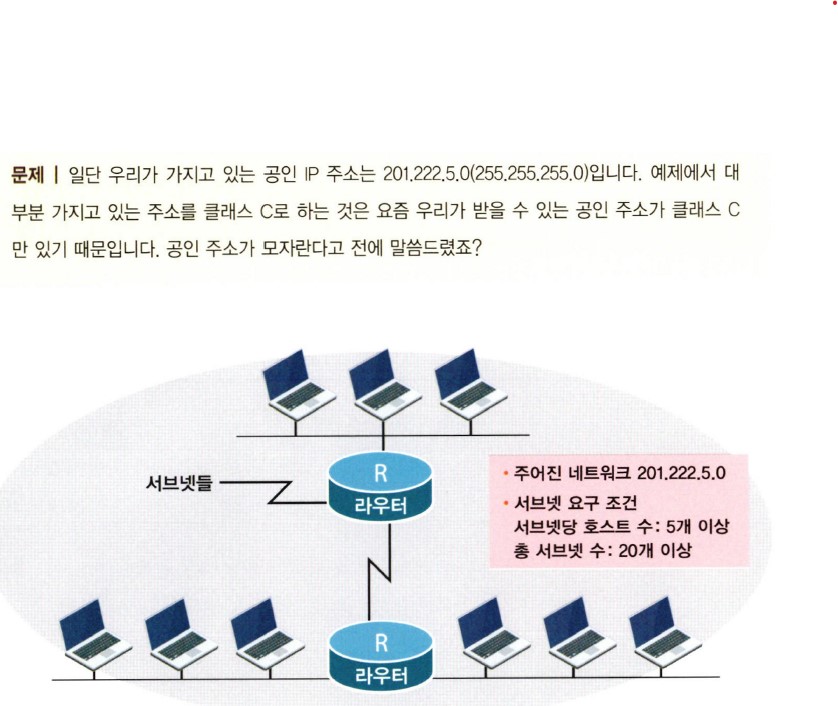 문제 | 일단 우리가 가지고 있는 공인 IP 주소는 201.222.5.0(255.255.255.0)입니다. 예제에서 대
부분 가지고 있는 주소를 클래스 C로 하는 것은 요즘 우리가 받을 수 있는 공인 주소가 클래스 C
만 있기 때문입니다. 공인 주소가 모자란다고 전에 말씀드렸죠?
R
라우터
서브넷들
• 주어진 네트워크 201.222.5.0
• 서브넷 요구 조건
서브넷당 호스트 수: 5개 이상
총 서브넷 수: 20개 이상
R
라우터